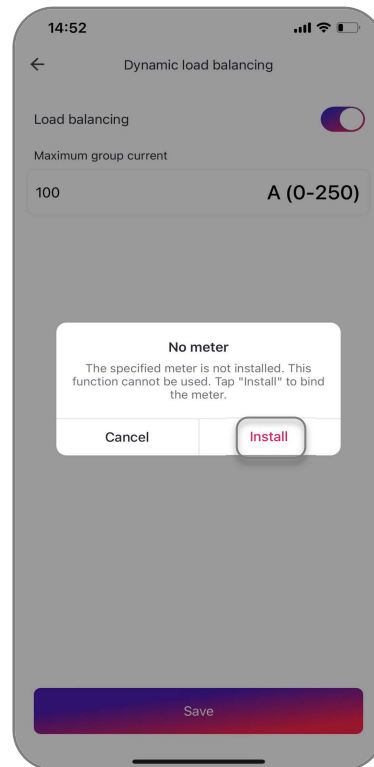 14:52
Dynamic load balancing
Load balancing
Maximum group current
100 A (0-250)
No meter
The specified meter is not installed. This
function cannot be used. Tap "Install" to bind
the meter.
Cancel Install
Save